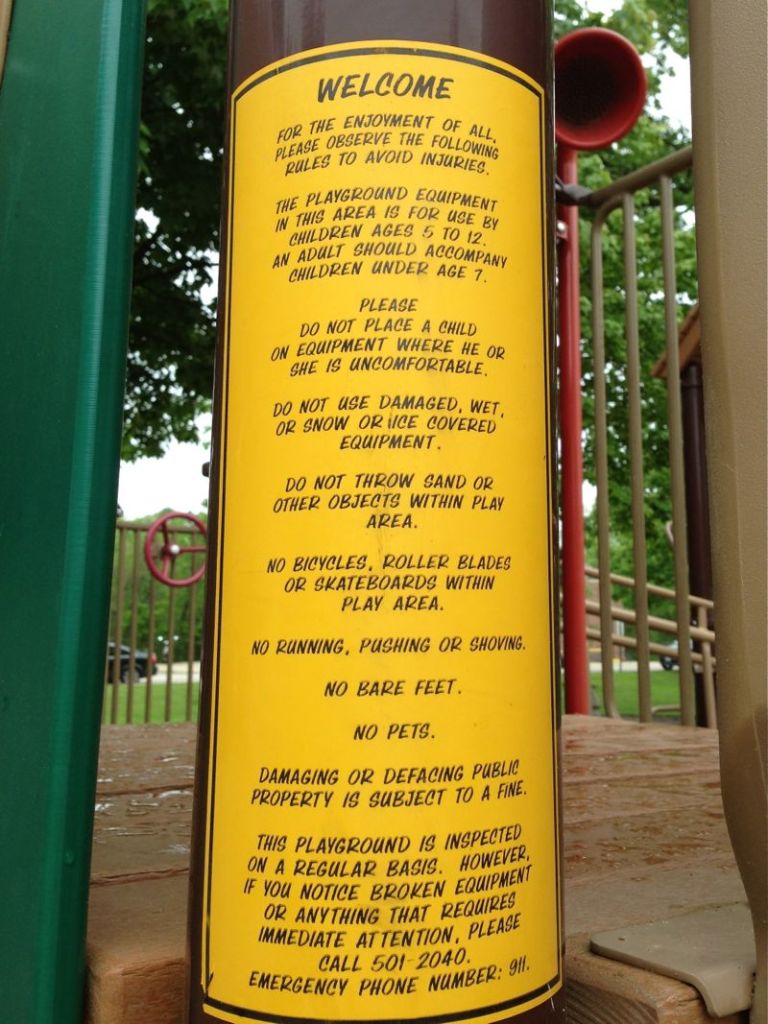 WELCOME
FOR THE ENJOYMENT OF ALL,
PLEASE OBSERVE THE FOLLOWING
RULES TO AVOID INJURIES.
THE PLAYGROUND EQUIPMENT
IN THIS AREA IS FOR USE BY
CHILDREN AGES 5 TO 12.
AN ADULT SHOULD ACCOMPANY
CHILDREN UNDER AGE 7.
PLEASE
DO NOT PLACE A CHILD
ON EQUIPMENT WHERE HE OR
SHE IS UNCOMFORTABLE.
DO NOT USE DAMAGED, WET,
OR SNOW OR ICE COVERED
EQUIPMENT.
DO NOT THROW SAND OR
OTHER OBJECTS WITHIN PLAY
AREA.
NO BICYCLES, ROLLER BLADES
OR SKATEBOARDS WITHIN
PLAY AREA.
NO RUNNING, PUSHING OR SHOVING.
NO BARE FEET.
NO PETS.
DAMAGING OR DEFACING PUBLIC
PROPERTY IS SUBJECT TO A FINE.
THIS PLAYGROUND IS INSPECTED
ON A REGULAR BASIS. HOWEVER,
IF YOU NOTICE BROKEN EQUIPMENT
OR ANYTHING THAT REQUIRES
IMMEDIATE ATTENTION, PLEASE
CALL 501-2040.
EMERGENCY PHONE NUMBER: 911.